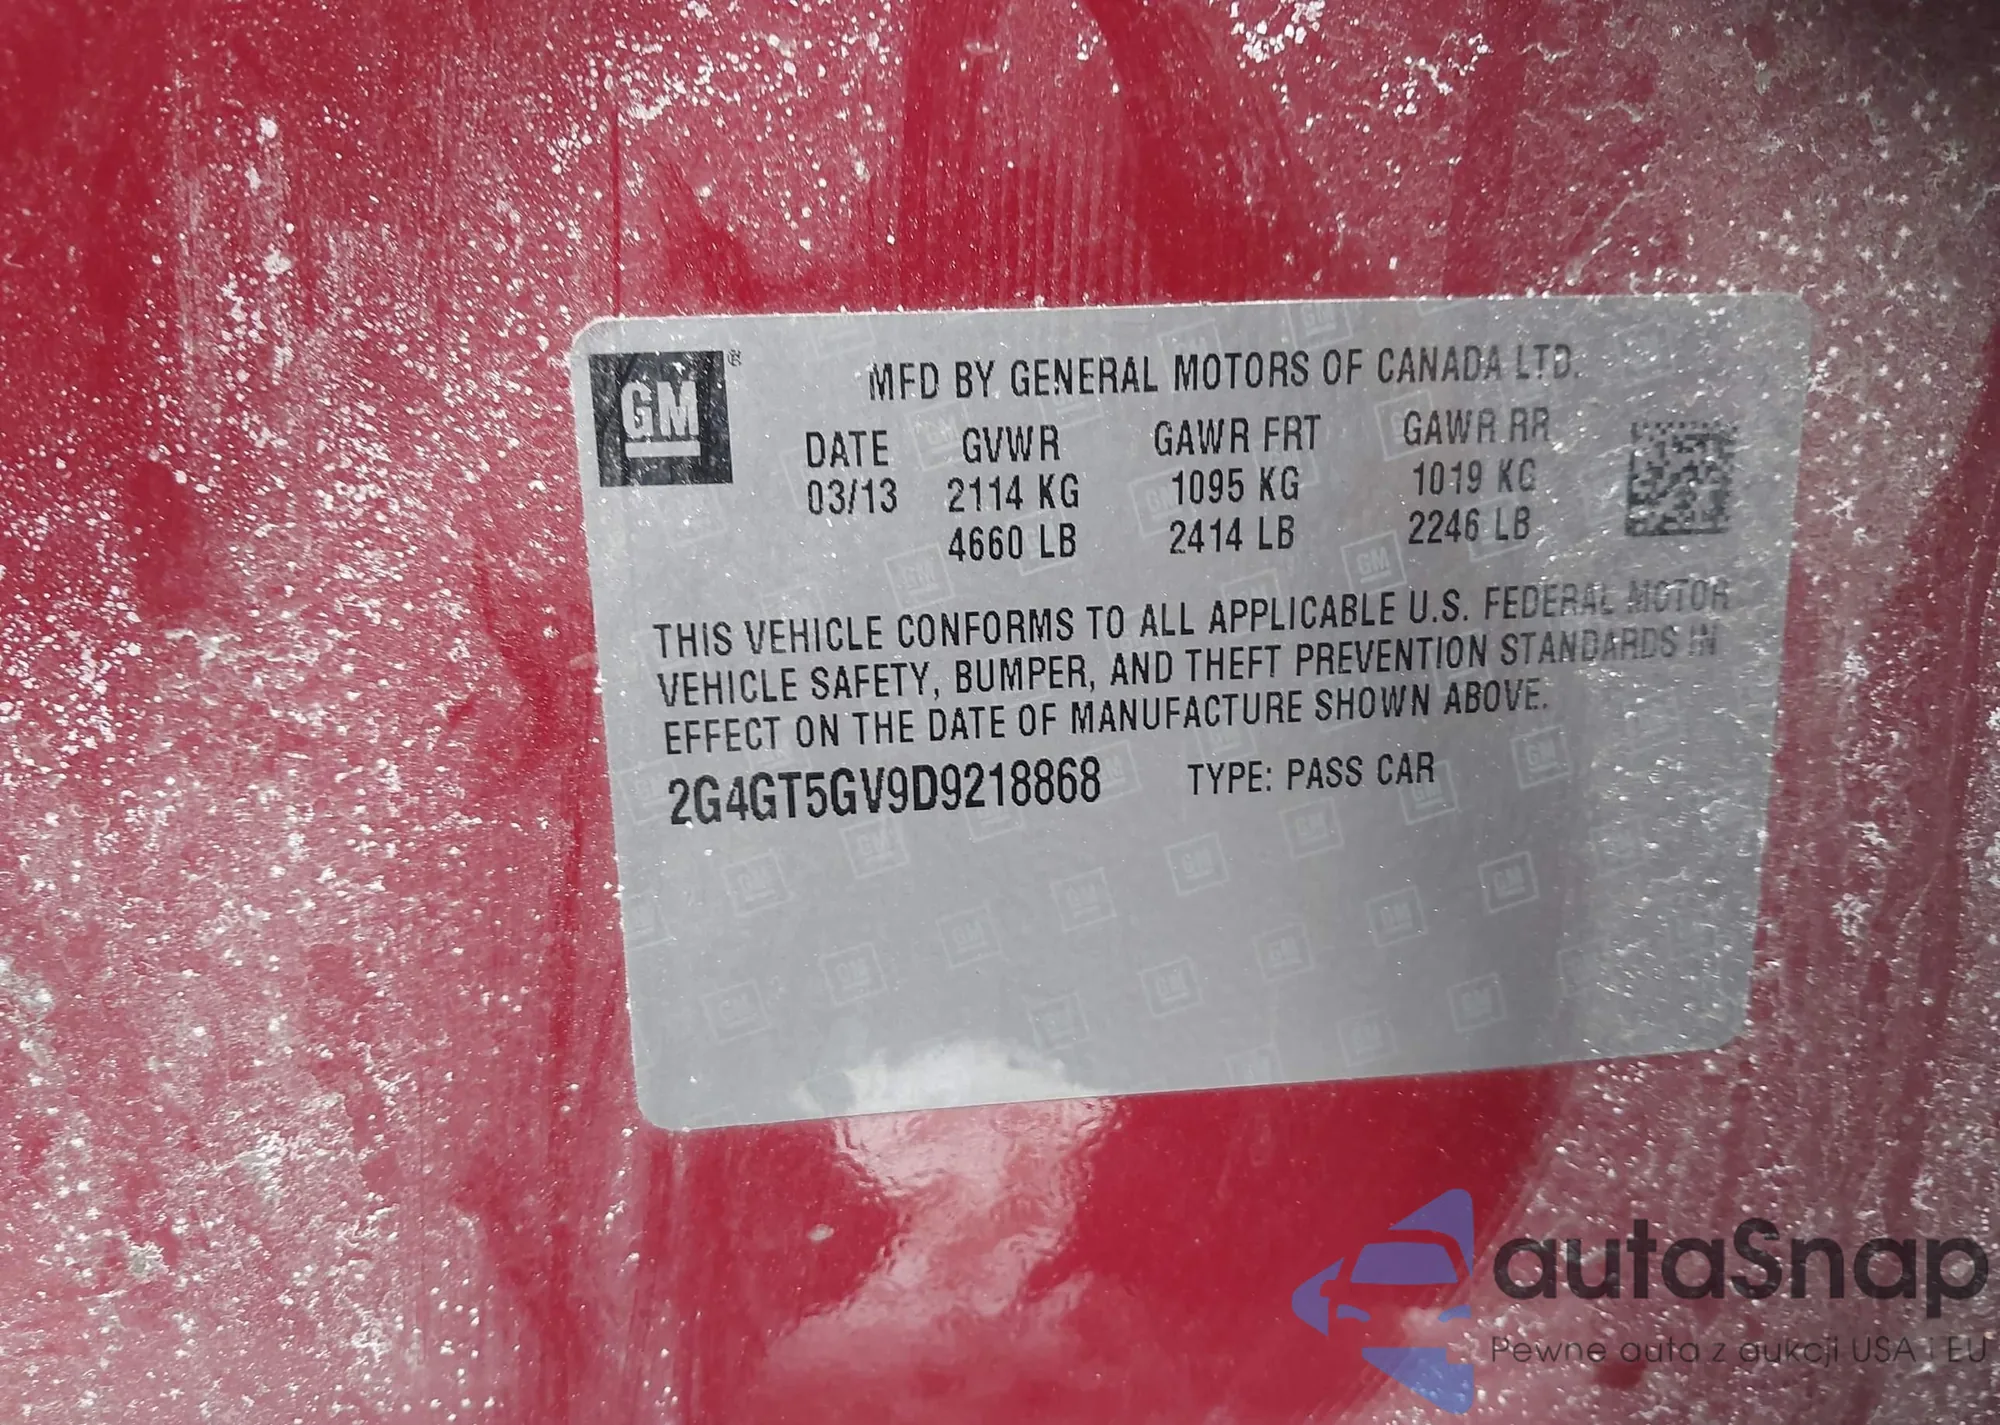 GM®
MFD BY GENERAL MOTORS OF CANADA LTD.
DATE GVWR GAWR FRT GAWR RR
03/13 2114 KG 1095 KG 1019 KG
4660 LB 2414 LB 2246 LB
THIS VEHICLE CONFORMS TO ALL APPLICABLE U.S. FEDERAL MOTOR
VEHICLE SAFETY, BUMPER, AND THEFT PREVENTION STANDARDS IN
EFFECT ON THE DATE OF MANUFACTURE SHOWN ABOVE.
2G4GT5GV9D9218868 TYPE: PASS CAR
autaSnap
Pewne auta z aukcji USA i EU